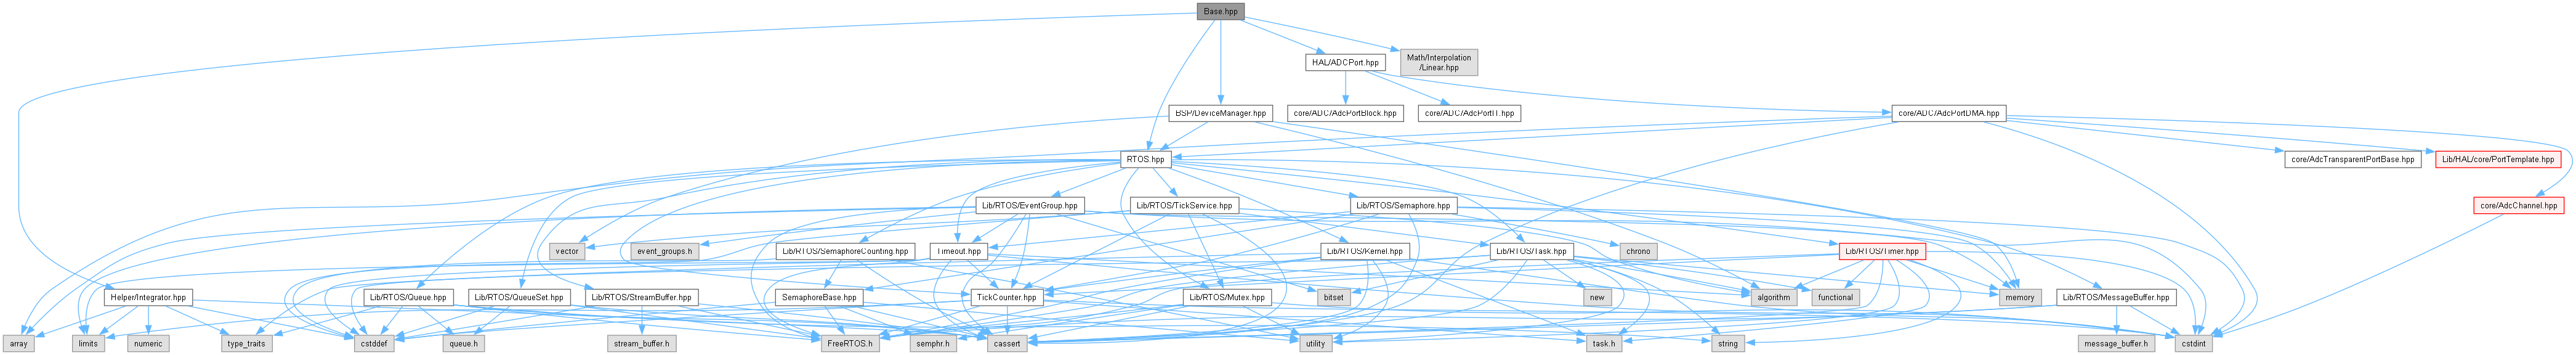 Base.hpp
Math/Interpolation
/Linear.hpp
HAL/ADCPort.hpp
BSP/DeviceManager.hpp
core/ADC/AdcPortBlock.hpp
core/ADC/AdcPortIT.hpp
core/ADC/AdcPortDMA.hpp
RTOS.hpp
core/AdcTransparentPortBase.hpp
Lib/HAL/core/PortTemplate.hpp
Lib/RTOS/EventGroup.hpp
Lib/RTOS/TickService.hpp
Lib/RTOS/Semaphore.hpp
core/AdcChannel.hpp
vector
event_groups.h
Lib/RTOS/SemaphoreCounting.hpp
Timeout.hpp
Lib/RTOS/Kernel.hpp
Lib/RTOS/Task.hpp
chrono
Lib/RTOS/Timer.hpp
Helper/Integrator.hpp
Lib/RTOS/Queue.hpp
Lib/RTOS/QueueSet.hpp
Lib/RTOS/StreamBuffer.hpp
SemaphoreBase.hpp
TickCounter.hpp
Lib/RTOS/Mutex.hpp
bitset
new
algorithm
functional
memory
Lib/RTOS/MessageBuffer.hpp
array
limits
numeric
type_traits
cstddef
queue.h
stream_buffer.h
FreeRTOS.h
semphr.h
cassert
utility
task.h
string
message_buffer.h
cstdint